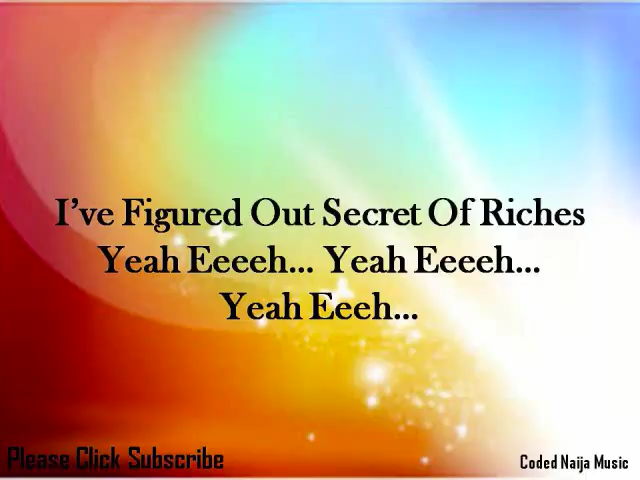 I've Figured Out Secret Of Riches
Yeah Eeeeh... Yeah Eeeeh...
Yeah Eeeh...
Please Click Subscribe
Coded Naija Music